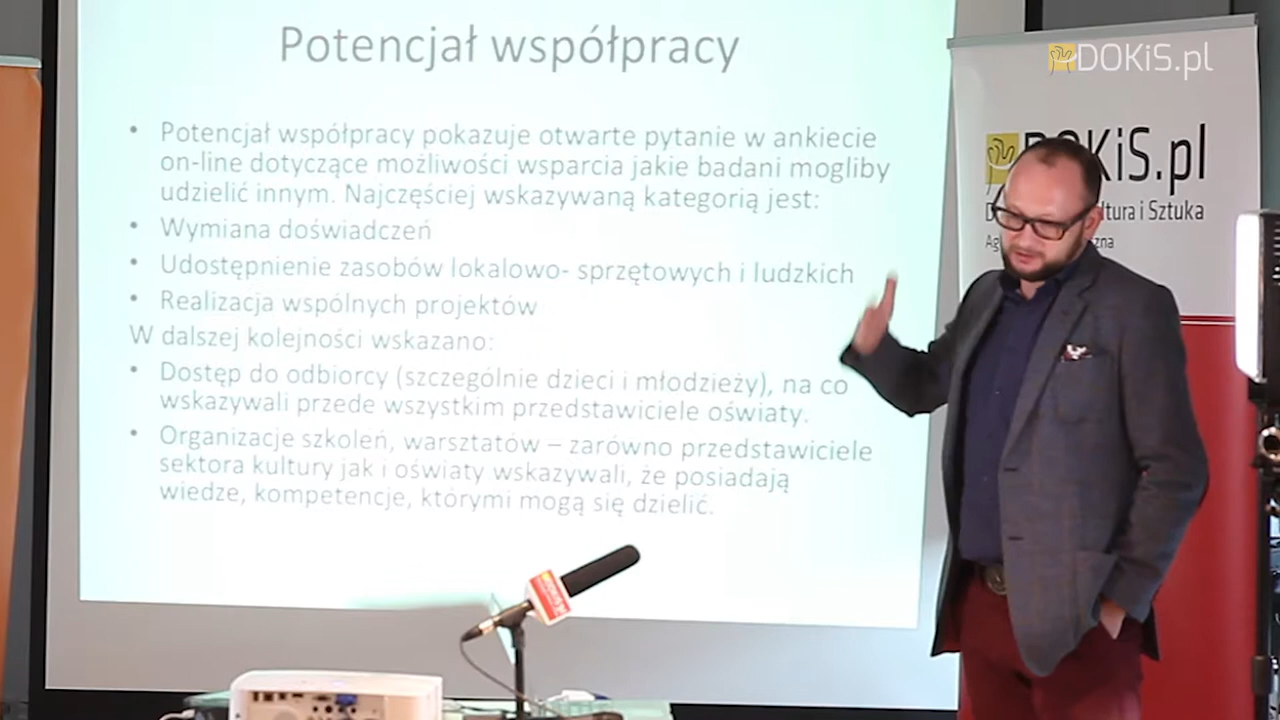 Potencjał współpracy
• Potencjał współpracy pokazuje otwarte pytanie w ankiecie
on-line dotyczące możliwości wsparcia jakie badani mogliby
udzielić innym. Najczęściej wskazywaną kategorią jest:
• Wymiana doświadczeń
• Udostępnienie zasobów lokalowo- sprzętowych i ludzkich
• Realizacja wspólnych projektów
W dalszej kolejności wskazano:
• Dostęp do odbiorcy (szczególnie dzieci i młodzieży), na co
wskazywali przede wszystkim przedstawiciele oświaty.
• Organizacje szkoleń, warsztatów – zarówno przedstawiciele
sektora kultury jak i oświaty wskazywali, że posiadają
wiedze, kompetencje, którymi mogą się dzielić.
DOKiS.pl
DOKiS.pl
i Sztuka